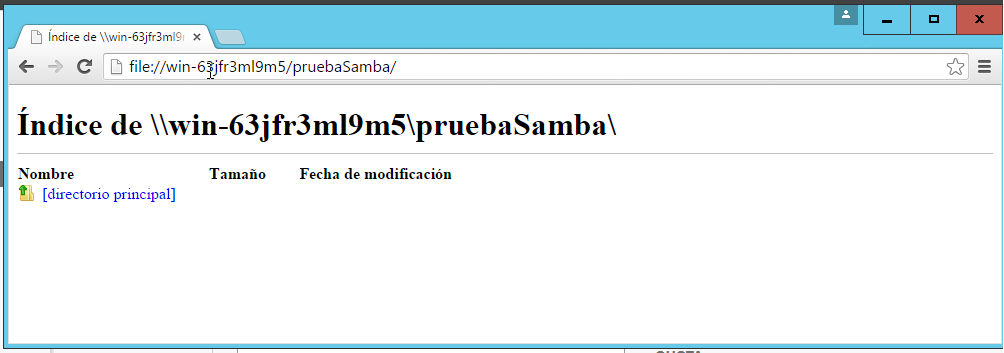 Índice de \\win-63jfr3ml9
file://win-63jfr3ml9m5/pruebaSamba/
Índice de \\win-63jfr3ml9m5\pruebaSamba\
Nombre Tamaño Fecha de modificación
[directorio principal]